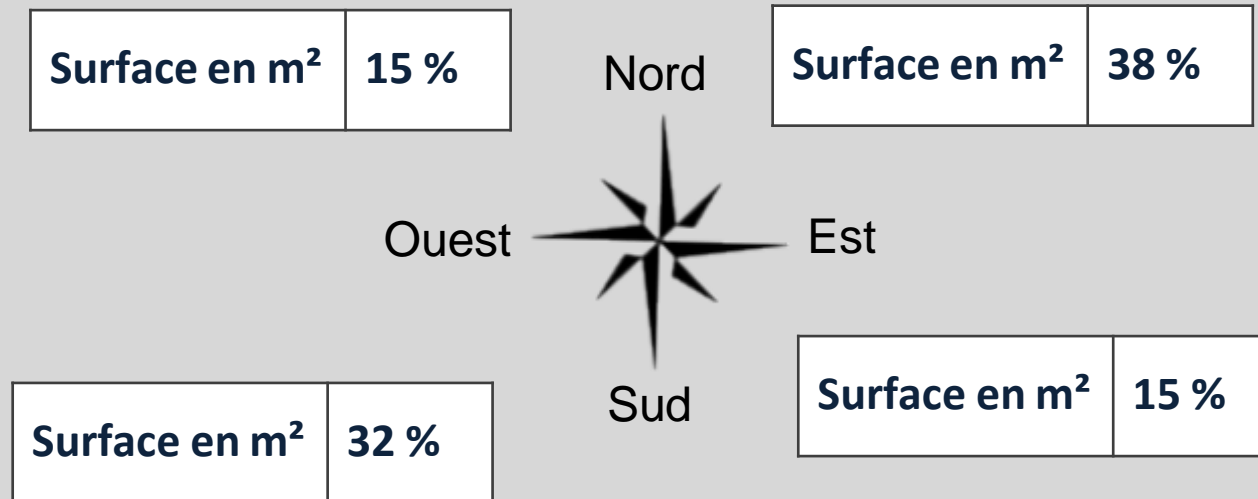 Surface en m² 15 %
Nord
Surface en m² 38 %
Ouest
Est
Sud
Surface en m² 15 %
Surface en m² 32 %